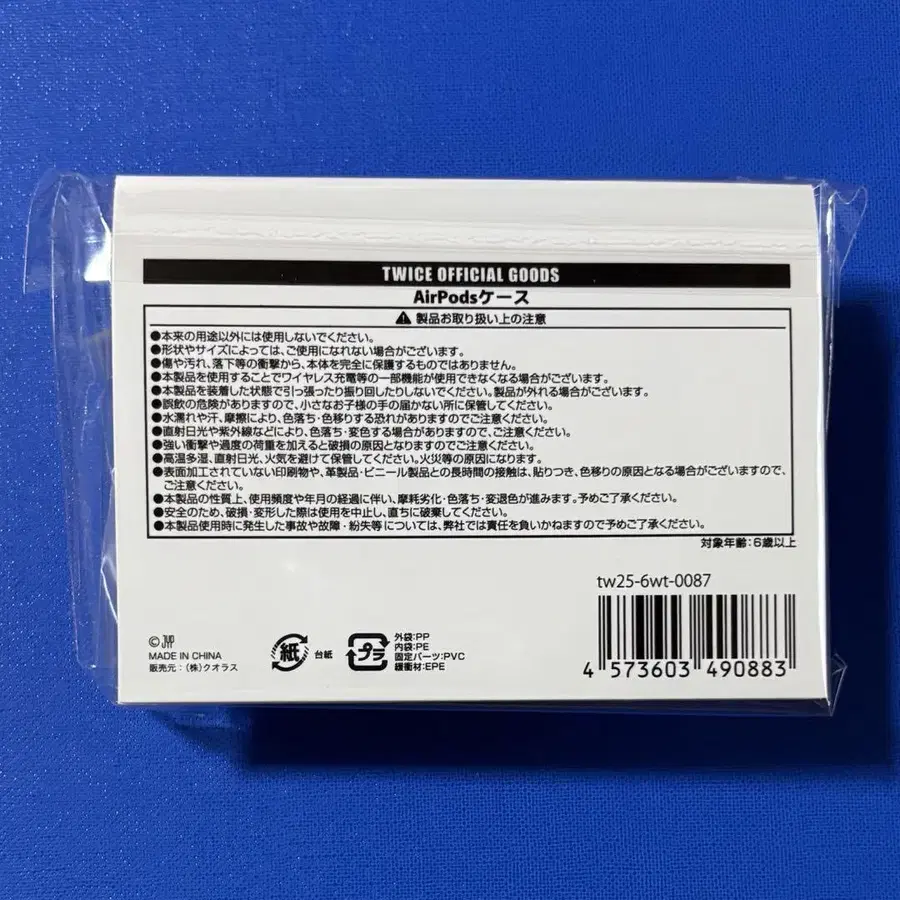 TWICE OFFICIAL GOODS
AirPodsケース
⚠ 製品お取り扱い上の注意
●本来の用途以外には使用しないでください。
●形状やサイズによっては、ご使用になれない場合がございます。
●傷や汚れ、落下等の衝撃から、本体を完全に保護するものではありません。
●本製品を使用することでワイヤレス充電等の一部機能が使用できなくなる場合がございます。
●本製品を装着した状態で引っ張ったり振り回したりしないでください。製品が外れる場合がございます。
●誤飲の危険がありますので、小さなお子様の手の届かない所に保管してください。
●水濡れや汗、摩擦により、色落ち・色移りする恐れがありますのでご注意ください。
●直射日光や紫外線などにより、色落ち・変色する場合がありますので、ご注意ください。
●強い衝撃や過度の荷重を加えると破損の原因となりますのでご注意ください。
●高温多湿、直射日光、火気を避けて保管してください。火災等の原因になります。
●表面加工されていない印刷物や、革製品・ビニール製品との長時間の接触は、貼りつき、色移りの原因となる場合がございますので、
ご注意ください。
●本製品の性質上、使用頻度や年月の経過に伴い、摩耗劣化・色落ち・変退色が進みます。予めご了承ください。
●安全のため、破損・変形した際は使用を中止し、直ちに破棄してください。
●本製品使用時に発生した事故や故障・紛失等については、弊社では責任を負いかねますので予めご了承ください。
対象年齢:6歳以上
tw25-6wt-0087
4 573603 490883
©JYP
MADE IN CHINA
販売元:(株)クオラス
紙 台紙
プラ
外袋:PP
内袋:PE
固定パーツ:PVC
緩衝材:EPE